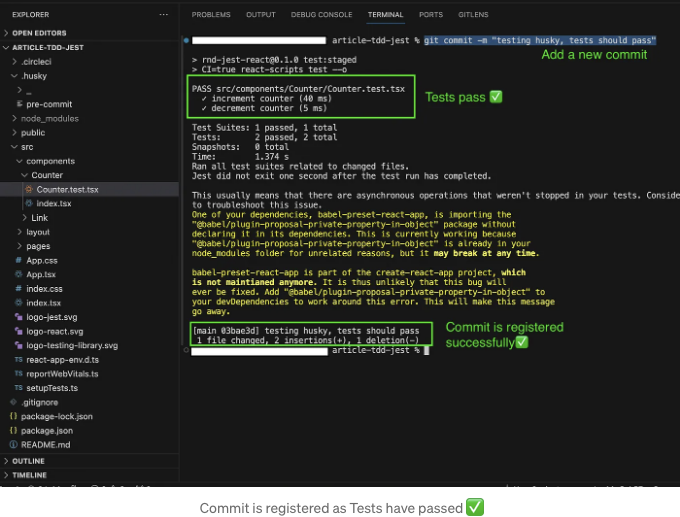 EXPLORER
...
PROBLEMS OUTPUT DEBUG CONSOLE TERMINAL PORTS GITLENS
> OPEN EDITORS
ARTICLE-TDD-JEST
> .circleci
.husky
> _
pre-commit
> node_modules
> public
src
components
Counter
Counter.test.tsx
index.tsx
> Link
> layout
> pages
# App.css
App.tsx
# index.css
index.tsx
logo-jest.svg
logo-react.svg
logo-testing-library.svg
TS react-app-env.d.ts
TS reportWebVitals.ts
TS setupTests.ts
.gitignore
{} package-lock.json
{} package.json
README.md
> OUTLINE
> TIMELINE
article-tdd-jest % git commit -m "testing husky, tests should pass"
Add a new commit
> rnd-jest-react@0.1.0 test:staged
> CI=true react-scripts test --o
PASS src/components/Counter/Counter.test.tsx
✓ increment counter (40 ms)
✓ decrement counter (5 ms)
Tests pass ✅
Test Suites: 1 passed, 1 total
Tests: 2 passed, 2 total
Snapshots: 0 total
Time: 1.374 s
Ran all test suites related to changed files.
Jest did not exit one second after the test run has completed.
This usually means that there are asynchronous operations that weren't stopped in your tests. Conside
to troubleshoot this issue.
One of your dependencies, babel-preset-react-app, is importing the
"@babel/plugin-proposal-private-property-in-object" package without
declaring it in its dependencies. This is currently working because
"@babel/plugin-proposal-private-property-in-object" is already in your
node_modules folder for unrelated reasons, but it may break at any time.
babel-preset-react-app is part of the create-react-app project, which
is not maintianed anymore. It is thus unlikely that this bug will
ever be fixed. Add "@babel/plugin-proposal-private-property-in-object" to
your devDependencies to work around this error. This will make this message
go away.
[main 03bae3d] testing husky, tests should pass
1 file changed, 2 insertions(+), 1 deletion(-)
Commit is registered
successfully✅
article-tdd-jest %
Commit is registered as Tests have passed ✅